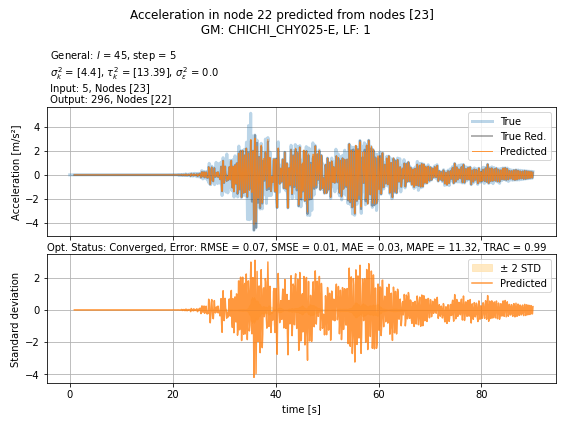 Acceleration in node 22 predicted from nodes [23]
GM: CHICHI_CHY025-E, LF: 1
General: l = 45, step = 5
σ²ₖ = [4.4], τ²ₖ = [13.39], σ²ε = 0.0
Input: 5, Nodes [23]
Output: 296, Nodes [22]
Acceleration [m/s²]
4
2
0
−2
−4
True
True Red.
Predicted
Opt. Status: Converged, Error: RMSE = 0.07, SMSE = 0.01, MAE = 0.03, MAPE = 11.32, TRAC = 0.99
Standard deviation
2
0
−2
−4
± 2 STD
Predicted
0 20 40 60 80
time [s]